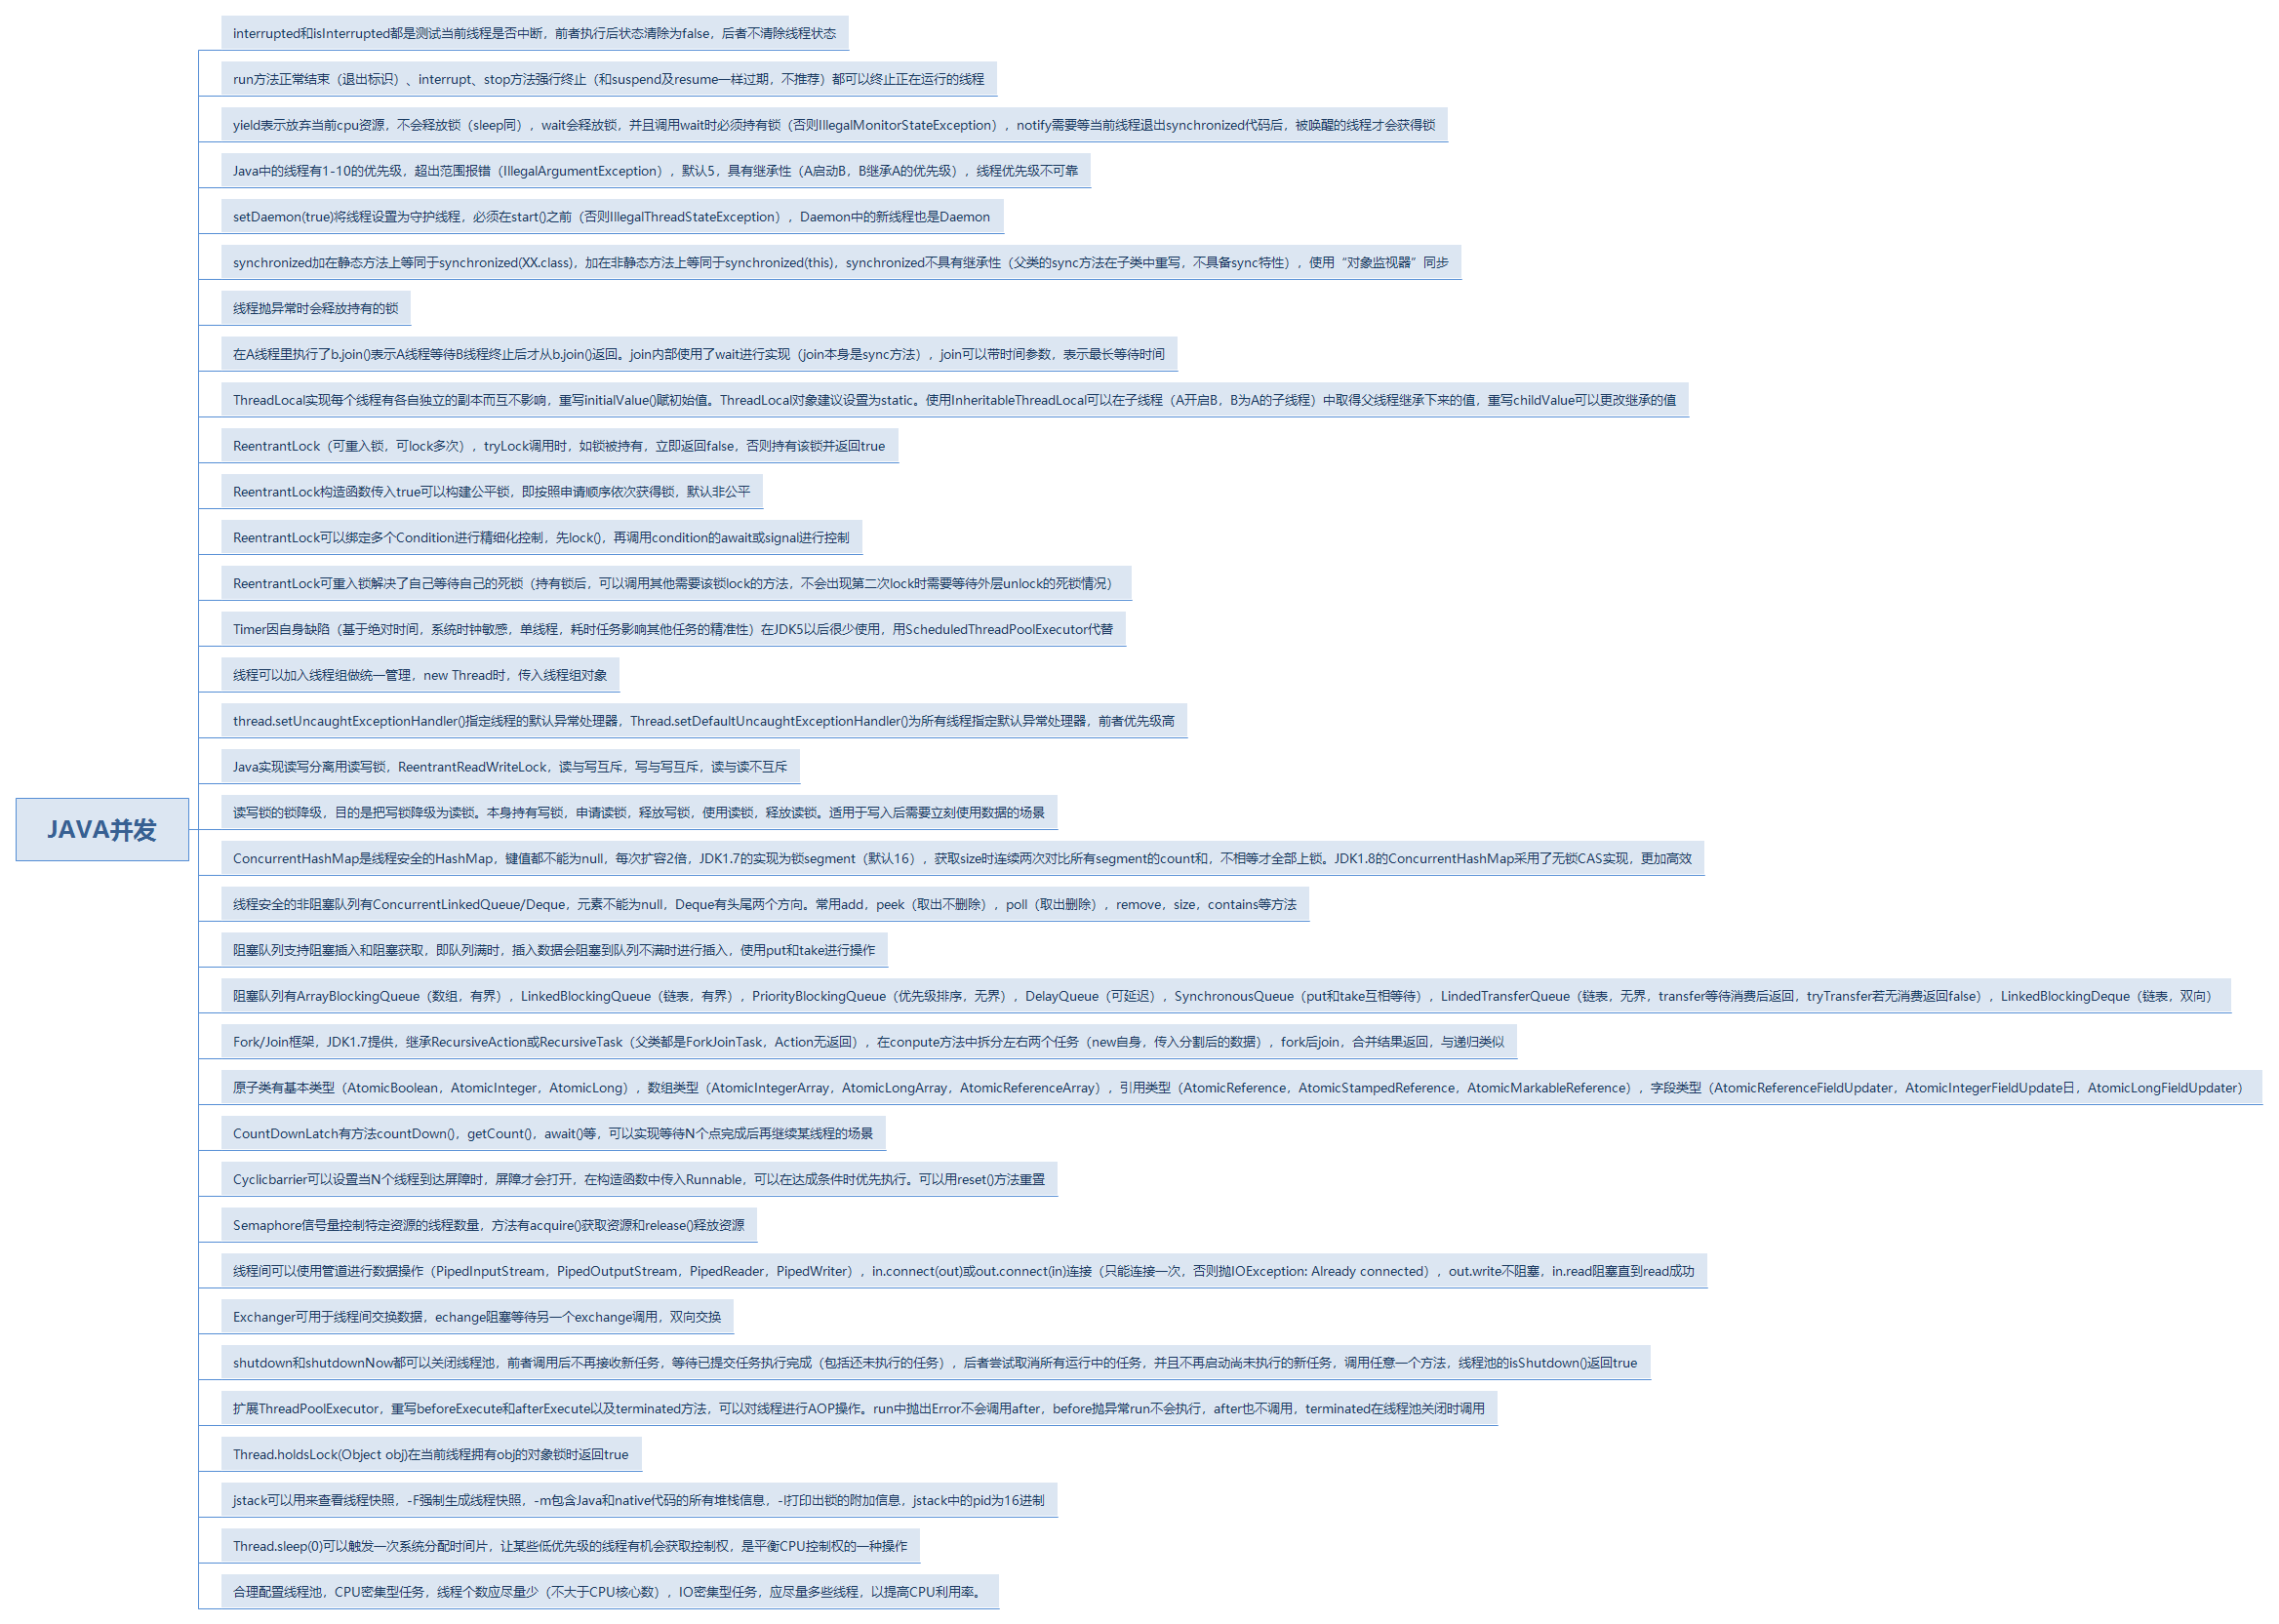 interrupted和isInterrupted都是测试当前线程是否中断，前者执行后状态清除为false，后者不清除线程状态
run方法正常结束（退出标识）、interrupt、stop方法强行终止（和suspend及resume一样过期，不推荐）都可以终止正在运行的线程
yield表示放弃当前cpu资源，不会释放锁（sleep同），wait会释放锁，并且调用wait时必须持有锁（否则IllegalMonitorStateException），notify需要等当前线程退出synchronized代码后，被唤醒的线程才会获得锁
Java中的线程有1-10的优先级，超出范围报错（IllegalArgumentException），默认5，具有继承性（A启动B，B继承A的优先级），线程优先级不可靠
setDaemon(true)将线程设置为守护线程，必须在start()之前（否则IllegalThreadStateException），Daemon中的新线程也是Daemon
synchronized加在静态方法上等同于synchronized(XX.class)，加在非静态方法上等同于synchronized(this)，synchronized不具有继承性（父类的sync方法在子类中重写，不具备sync特性），使用“对象监视器”同步
线程抛异常时会释放持有的锁
在A线程里执行了b.join()表示A线程等待B线程终止后才从b.join()返回。join内部使用了wait进行实现（join本身是sync方法），join可以带时间参数，表示最长等待时间
ThreadLocal实现每个线程有各自独立的副本而互不影响，重写initialValue()赋初始值。ThreadLocal对象建议设置为static。使用InheritableThreadLocal可以在子线程（A开启B，B为A的子线程）中取得父线程继承下来的值，重写childValue可以更改继承的值
ReentrantLock（可重入锁，可lock多次），tryLock调用时，如锁被持有，立即返回false，否则持有该锁并返回true
ReentrantLock构造函数传入true可以构建公平锁，即按照申请顺序依次获得锁，默认非公平
ReentrantLock可以绑定多个Condition进行精细化控制，先lock()，再调用condition的await或signal进行控制
ReentrantLock可重入锁解决了自己等待自己的死锁（持有锁后，可以调用其他需要该锁lock的方法，不会出现第二次lock时需要等待外层unlock的死锁情况）
Timer因自身缺陷（基于绝对时间，系统时钟敏感，单线程，耗时任务影响其他任务的精准性）在JDK5以后很少使用，用ScheduledThreadPoolExecutor代替
线程可以加入线程组做统一管理，new Thread时，传入线程组对象
thread.setUncaughtExceptionHandler()指定线程的默认异常处理器，Thread.setDefaultUncaughtExceptionHandler()为所有线程指定默认异常处理器，前者优先级高
Java实现读写分离用读写锁，ReentrantReadWriteLock，读与写互斥，写与写互斥，读与读不互斥
JAVA并发
读写锁的锁降级，目的是把写锁降级为读锁。本身持有写锁，申请读锁，释放写锁，使用读锁，释放读锁。适用于写入后需要立刻使用数据的场景
ConcurrentHashMap是线程安全的HashMap，键值都不能为null，每次扩容2倍，JDK1.7的实现为锁segment（默认16），获取size时连续两次对比所有segment的count和，不相等才全部上锁。JDK1.8的ConcurrentHashMap采用了无锁CAS实现，更加高效
线程安全的非阻塞队列有ConcurrentLinkedQueue/Deque，元素不能为null，Deque有头尾两个方向。常用add，peek（取出不删除），poll（取出删除），remove，size，contains等方法
阻塞队列支持阻塞插入和阻塞获取，即队列满时，插入数据会阻塞到队列不满时进行插入，使用put和take进行操作
阻塞队列有ArrayBlockingQueue（数组，有界），LinkedBlockingQueue（链表，有界），PriorityBlockingQueue（优先级排序，无界），DelayQueue（可延迟），SynchronousQueue（put和take互相等待），LindedTransferQueue（链表，无界，transfer等待消费后返回，tryTransfer若无消费返回false），LinkedBlockingDeque（链表，双向）
Fork/Join框架，JDK1.7提供，继承RecursiveAction或RecursiveTask（父类都是ForkJoinTask，Action无返回），在conpute方法中拆分左右两个任务（new自身，传入分割后的数据），fork后join，合并结果返回，与递归类似
原子类有基本类型（AtomicBoolean，AtomicInteger，AtomicLong），数组类型（AtomicIntegerArray，AtomicLongArray，AtomicReferenceArray），引用类型（AtomicReference，AtomicStampedReference，AtomicMarkableReference），字段类型（AtomicReferenceFieldUpdater，AtomicIntegerFieldUpdate日，AtomicLongFieldUpdater）
CountDownLatch有方法countDown()，getCount()，await()等，可以实现等待N个点完成后再继续某线程的场景
Cyclicbarrier可以设置当N个线程到达屏障时，屏障才会打开，在构造函数中传入Runnable，可以在达成条件时优先执行。可以用reset()方法重置
Semaphore信号量控制特定资源的线程数量，方法有acquire()获取资源和release()释放资源
线程间可以使用管道进行数据操作（PipedInputStream，PipedOutputStream，PipedReader，PipedWriter），in.connect(out)或out.connect(in)连接（只能连接一次，否则抛IOException: Already connected），out.write不阻塞，in.read阻塞直到read成功
Exchanger可用于线程间交换数据，echange阻塞等待另一个exchange调用，双向交换
shutdown和shutdownNow都可以关闭线程池，前者调用后不再接收新任务，等待已提交任务执行完成（包括还未执行的任务），后者尝试取消所有运行中的任务，并且不再启动尚未执行的新任务，调用任意一个方法，线程池的isShutdown()返回true
扩展ThreadPoolExecutor，重写beforeExecute和afterExecute以及terminated方法，可以对线程进行AOP操作。run中抛出Error不会调用after，before抛异常run不会执行，after也不调用，terminated在线程池关闭时调用
Thread.holdsLock(Object obj)在当前线程拥有obj的对象锁时返回true
jstack可以用来查看线程快照，-F强制生成线程快照，-m包含Java和native代码的所有堆栈信息，-l打印出锁的附加信息，jstack中的pid为16进制
Thread.sleep(0)可以触发一次系统分配时间片，让某些低优先级的线程有机会获取控制权，是平衡CPU控制权的一种操作
合理配置线程池，CPU密集型任务，线程个数应尽量少（不大于CPU核心数），IO密集型任务，应尽量多些线程，以提高CPU利用率。